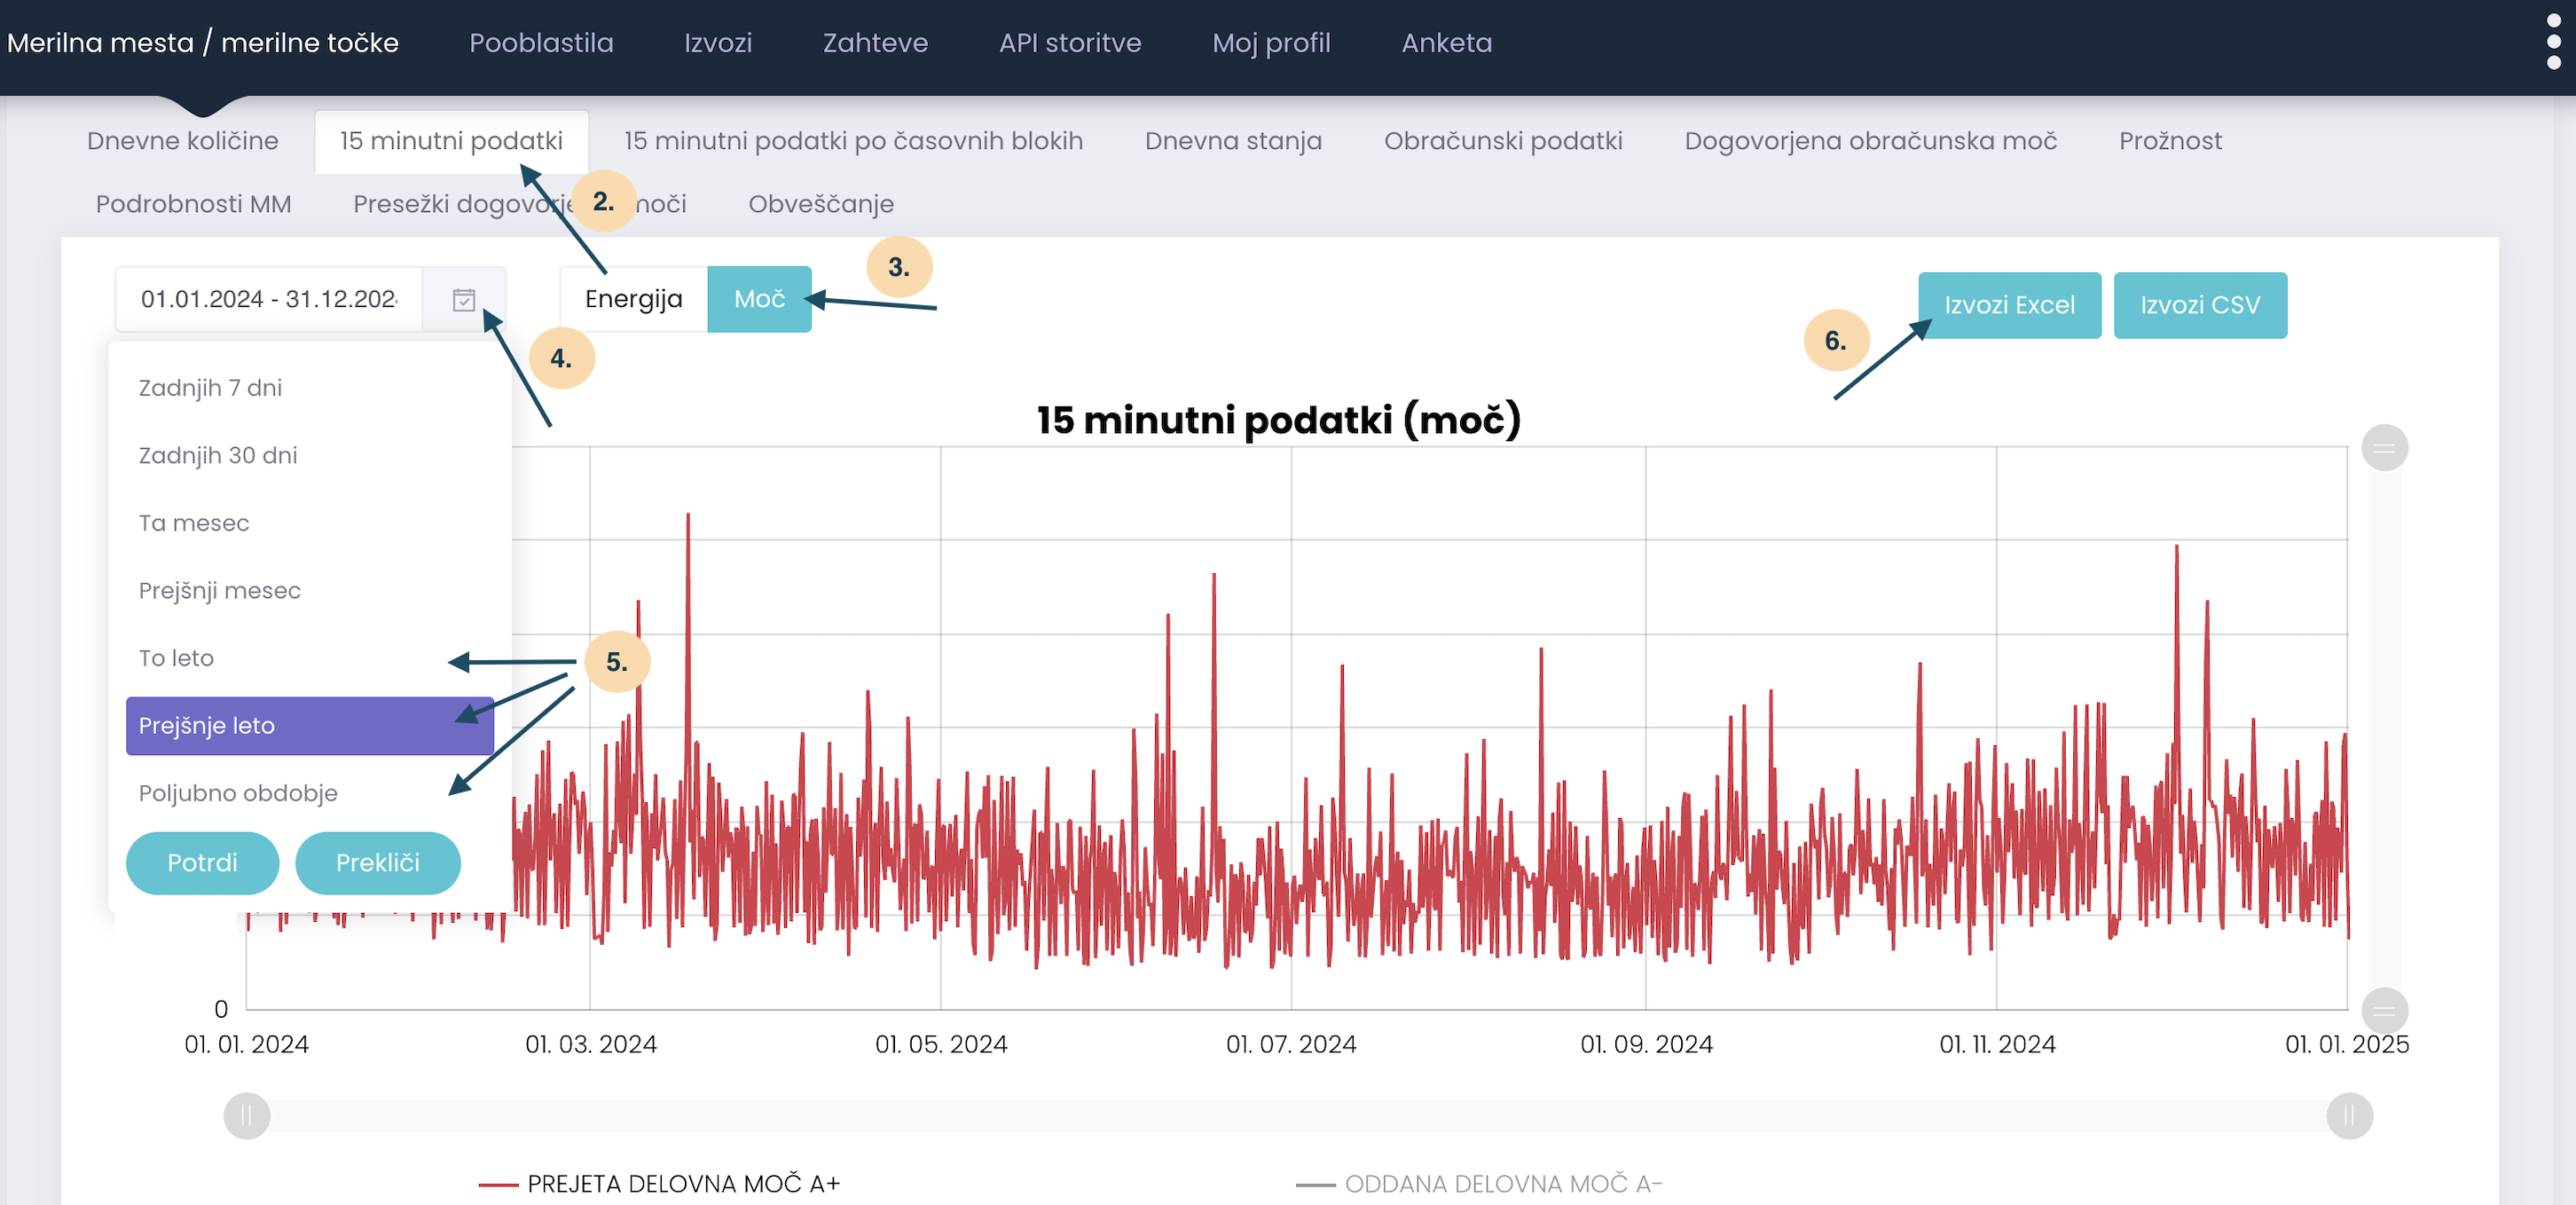 Merilna mesta / merilne točke Pooblastila Izvozi Zahteve API storitve Moj profil Anketa
Dnevne količine 15 minutni podatki 15 minutni podatki po časovnih blokih Dnevna stanja Obračunski podatki Dogovorjena obračunska moč Prožnost
Podrobnosti MM Presežki moči Obveščanje
2.
3.
01.01.2024 - 31.12.202 Energija Moč Izvozi Excel Izvozi CSV
4.
6.
Zadnjih 7 dni
Zadnjih 30 dni
Ta mesec
Prejšnji mesec
To leto
5.
Prejšnje leto
Poljubno obdobje
Potrdi Prekliči
15 minutni podatki (moč)
0
01. 01. 2024 01. 03. 2024 01. 05. 2024 01. 07. 2024 01. 09. 2024 01. 11. 2024 01. 01. 2025
PREJETA DELOVNA MOČ A+ ODDANA DELOVNA MOČ A-